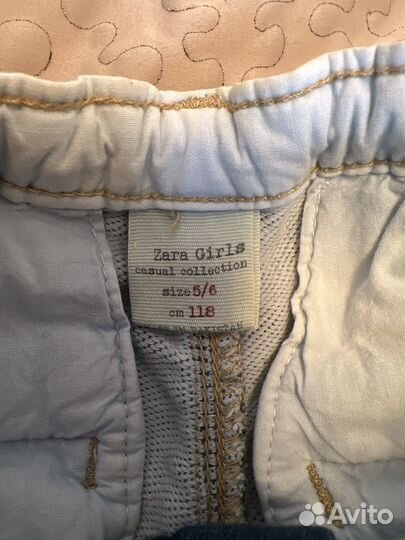 Zara Girls
casual collection
size 5/6
cm 118
Avito